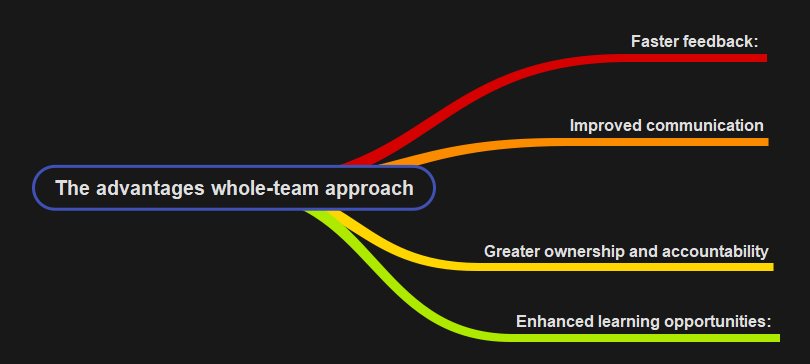 Faster feedback:
Improved communication
The advantages whole-team approach
Greater ownership and accountability
Enhanced learning opportunities: